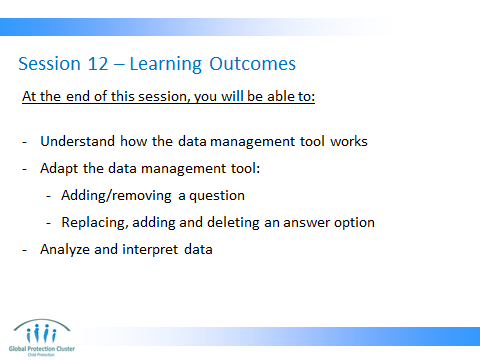 Session 12 – Learning Outcomes
At the end of this session, you will be able to:
- Understand how the data management tool works
- Adapt the data management tool:
- Adding/removing a question
- Replacing, adding and deleting an answer option
- Analyze and interpret data
Global Protection Cluster
Child Protection